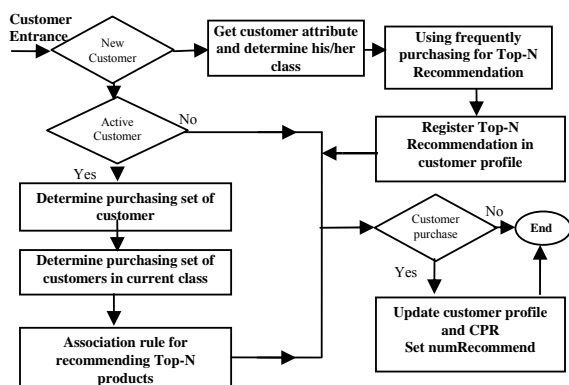 Customer
Entrance
New
Customer
Get customer attribute
and determine his/her
class
Using frequently
purchasing for Top-N
Recommendation
Register Top-N
Recommendation in
customer profile
Active
Customer
No
Yes
Determine purchasing set of
customer
Determine purchasing set of
customers in current class
Association rule for
recommending Top-N
products
Customer
purchase
No
End
Yes
Update customer profile
and CPR
Set numRecommend